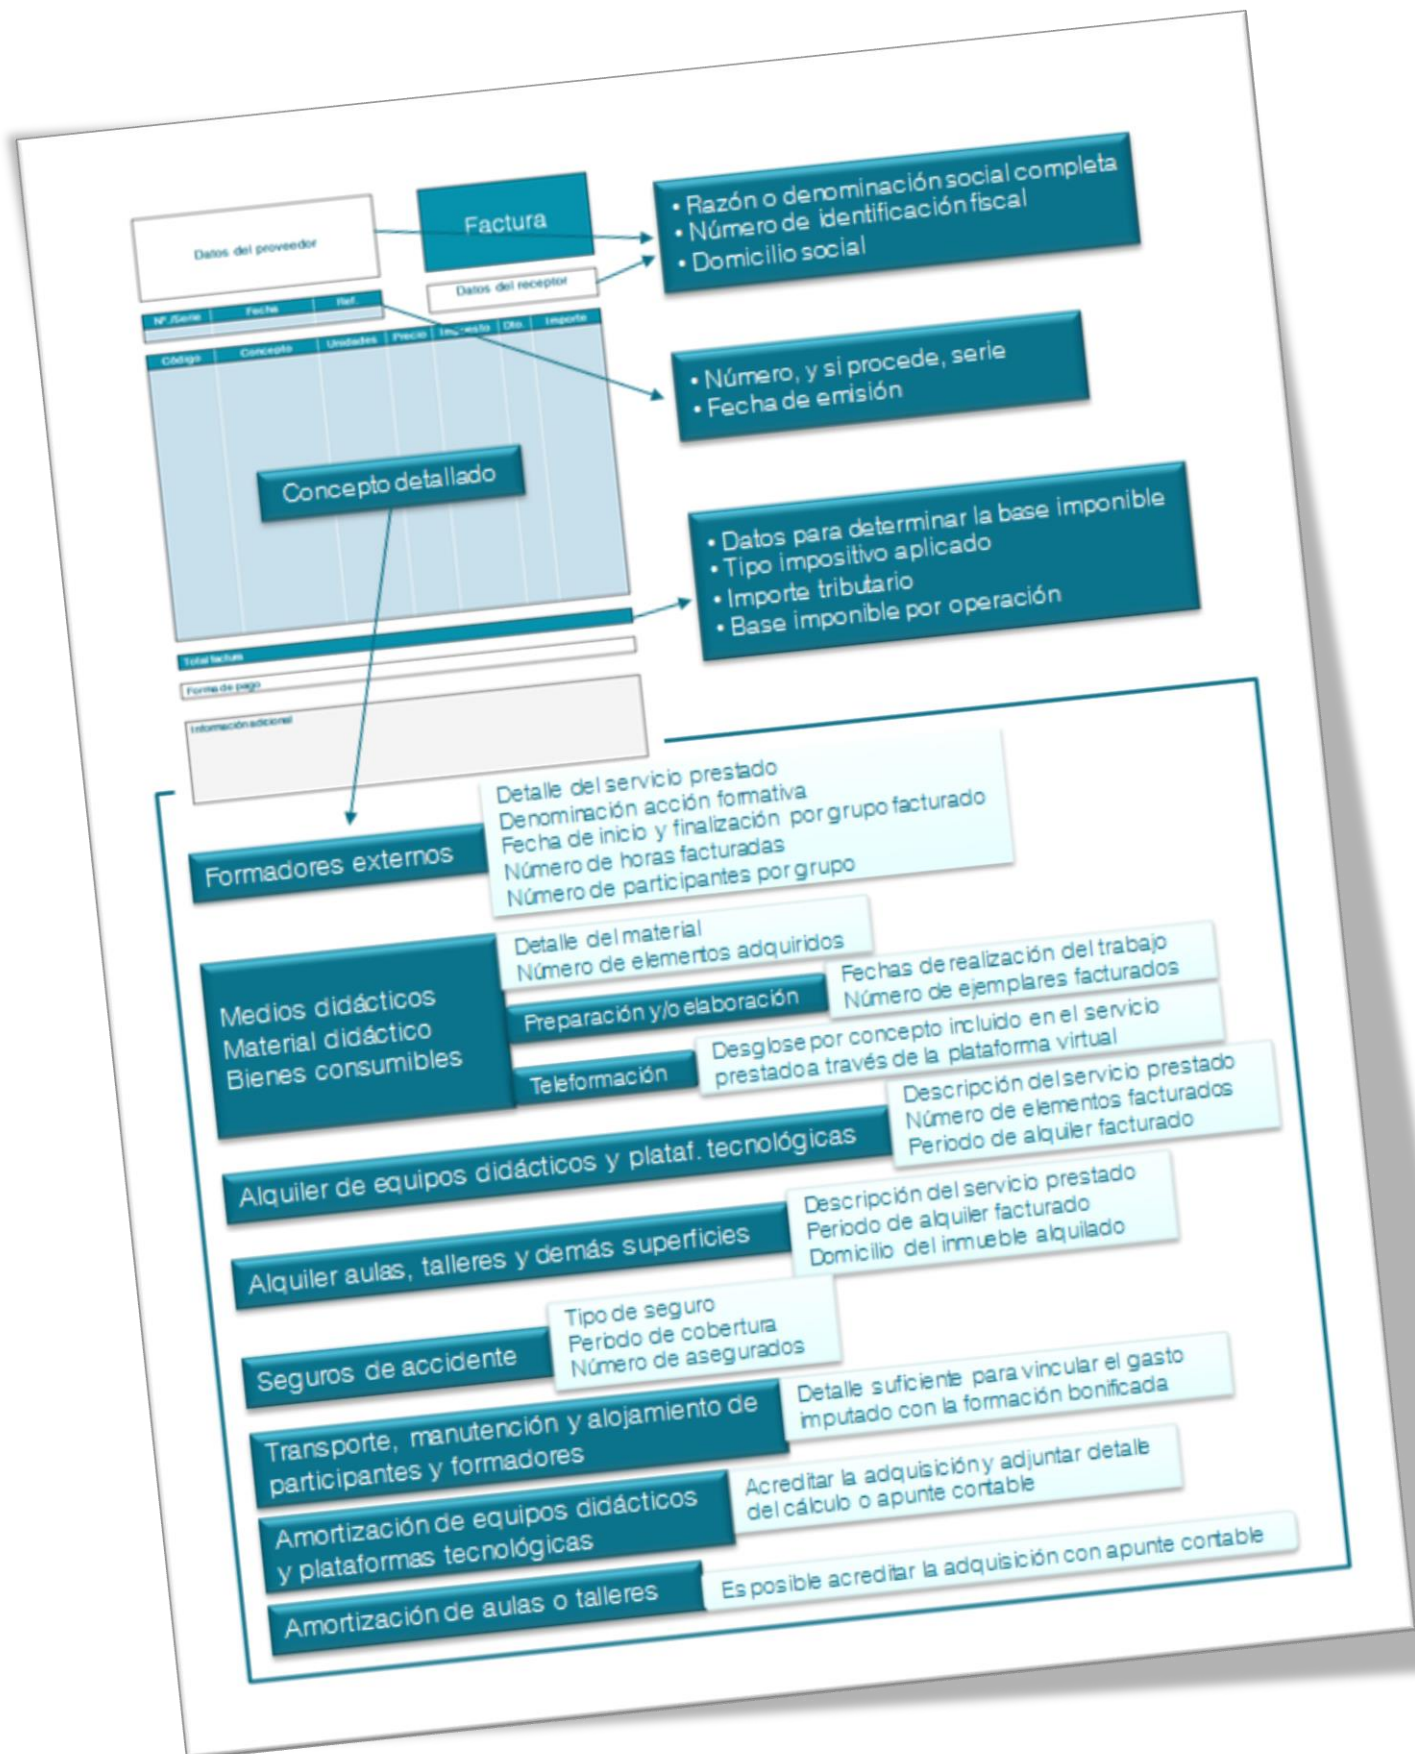 Datos del proveedor
Factura
• Razón o denominación social completa
• Número de identificación fiscal
• Domicilio social
Datos del receptor
Nº./Serie Fecha Ref.
Código Concepto Unidades Precio Impuesto Dto. Importe
• Número, y si procede, serie
• Fecha de emisión
Concepto detallado
• Datos para determinar la base imponible
• Tipo impositivo aplicado
• Importe tributario
• Base imponible por operación
Total factura
Forma de pago
Información adicional
Formadores externos
Detalle del servicio prestado
Denominación acción formativa
Fecha de inicio y finalización por grupo facturado
Número de horas facturadas
Número de participantes por grupo
Medios didácticos
Material didáctico
Bienes consumibles
Detalle del material
Número de elementos adquiridos
Preparación y/o elaboración
Fechas de realización del trabajo
Número de ejemplares facturados
Teleformación
Desglose por concepto incluido en el servicio
prestado a través de la plataforma virtual
Alquiler de equipos didácticos y plataf. tecnológicas
Descripción del servicio prestado
Número de elementos facturados
Periodo de alquiler facturado
Alquiler aulas, talleres y demás superficies
Descripción del servicio prestado
Periodo de alquiler facturado
Domicilio del inmueble alquilado
Seguros de accidente
Tipo de seguro
Periodo de cobertura
Número de asegurados
Transporte, manutención y alojamiento de
participantes y formadores
Detalle suficiente para vincular el gasto
imputado con la formación bonificada
Amortización de equipos didácticos
y plataformas tecnológicas
Acreditar la adquisición y adjuntar detalle
del cálculo o apunte contable
Amortización de aulas o talleres
Es posible acreditar la adquisición con apunte contable